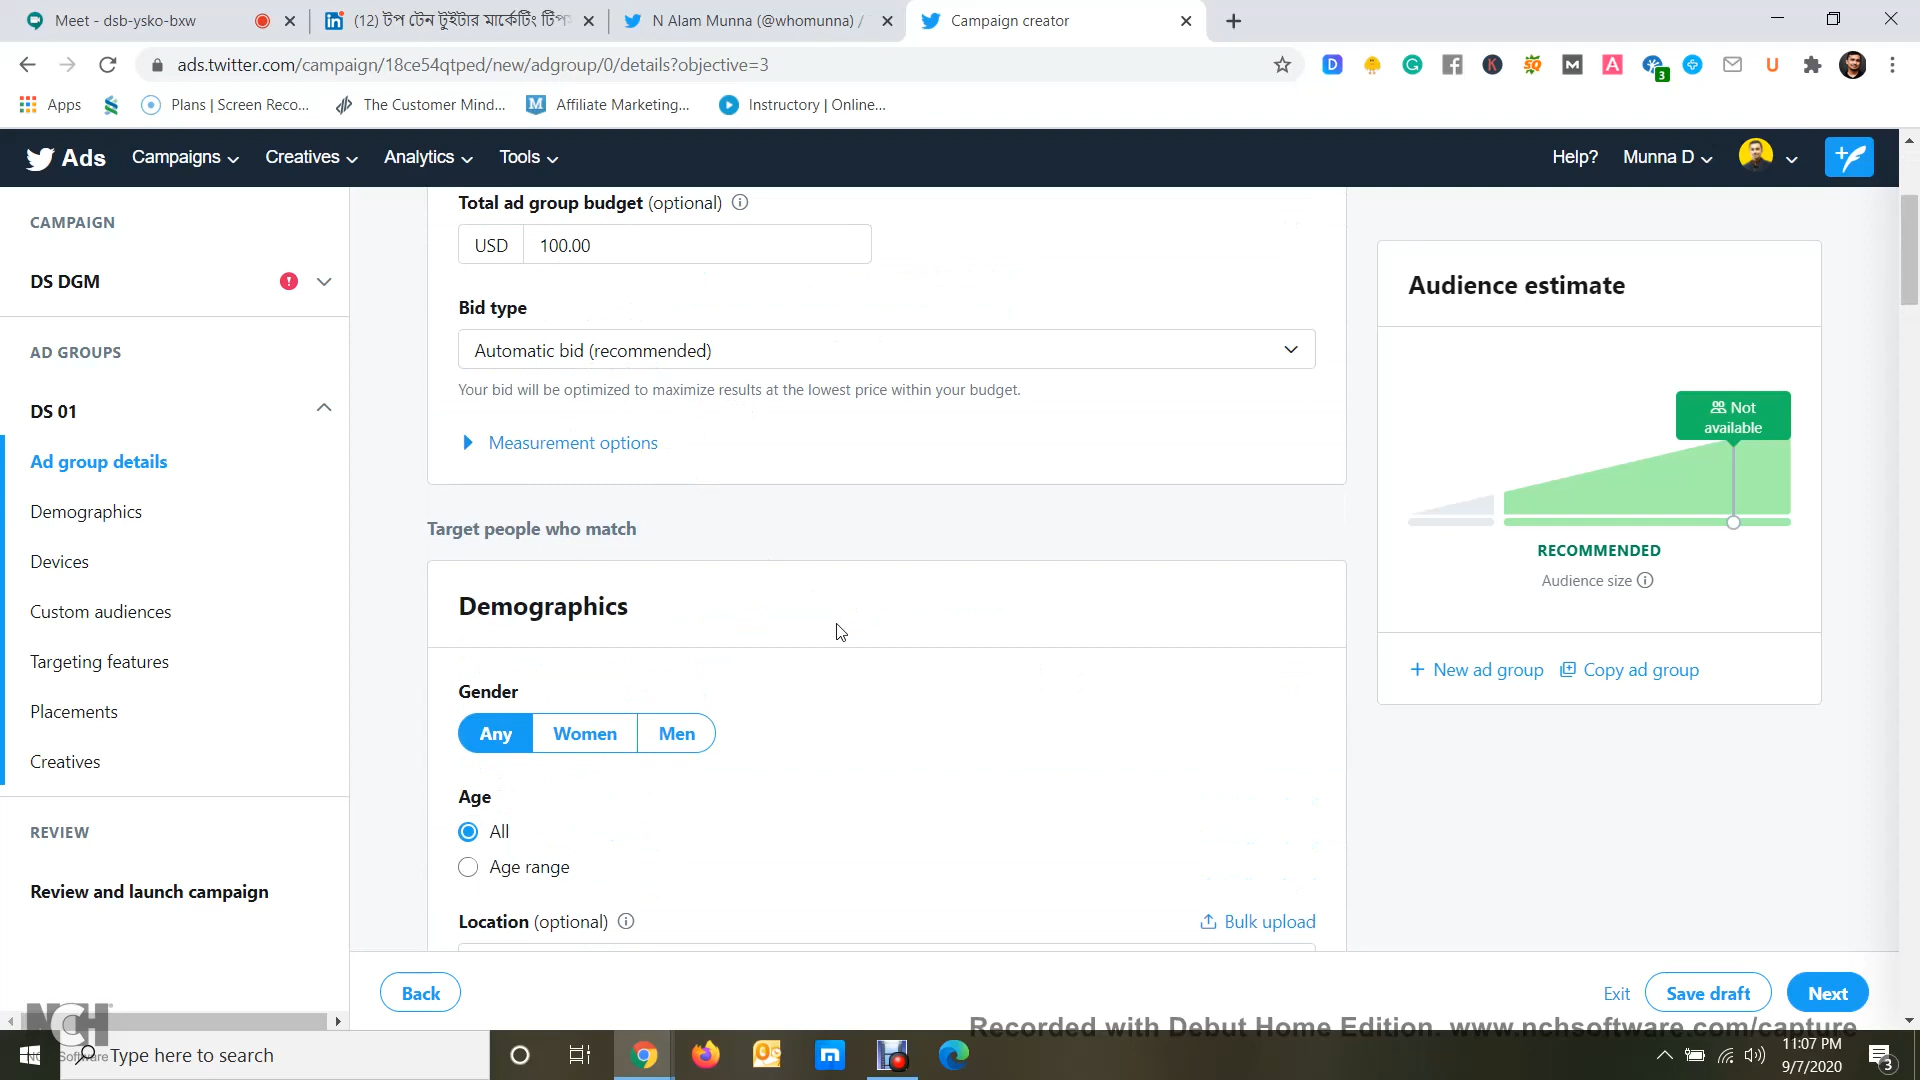 Meet - dsb-ysko-bxw
(12) টপ টেন টুইটার মার্কেটিং টিপস
N Alam Munna (@whomunna) /
Campaign creator
ads.twitter.com/campaign/18ce54qtped/new/adgroup/0/details?objective=3
Apps
Plans | Screen Reco...
The Customer Mind...
Affiliate Marketing...
Instructory | Online...
Ads
Campaigns
Creatives
Analytics
Tools
Help?
Munna D
CAMPAIGN
DS DGM
AD GROUPS
DS 01
Ad group details
Demographics
Devices
Custom audiences
Targeting features
Placements
Creatives
REVIEW
Review and launch campaign
Total ad group budget (optional)
USD 100.00
Bid type
Automatic bid (recommended)
Your bid will be optimized to maximize results at the lowest price within your budget.
Measurement options
Target people who match
Demographics
Gender
Any Women Men
Age
All
Age range
Location (optional)
Bulk upload
Audience estimate
Not
available
RECOMMENDED
Audience size
+ New ad group
Copy ad group
Back
Exit
Save draft
Next
NCH
Software
Recorded with Debut Home Edition. www.nchsoftware.com/capture
Type here to search
11:07 PM
9/7/2020
3